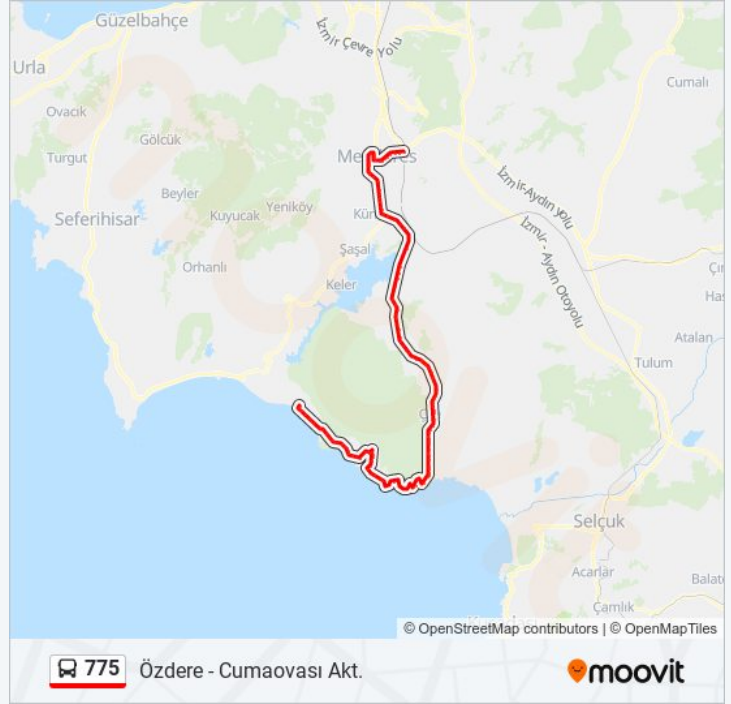 Güzelbahçe
İzmir Çevre Yolu
Urla
Cumalı
Ovacık
Gölcük
Turgut
Beyler
Yeniköy
Kuyucak
Seferihisar
Şaşal
Orhanlı
Keler
İzmir-Aydın yolu
İzmir - Aydın Otoyolu
Atalan
Tulum
Selçuk
Acarlar
Çamlık
© OpenStreetMap contributors | © OpenMapTiles
775 Özdere - Cumaovası Akt.
moovit